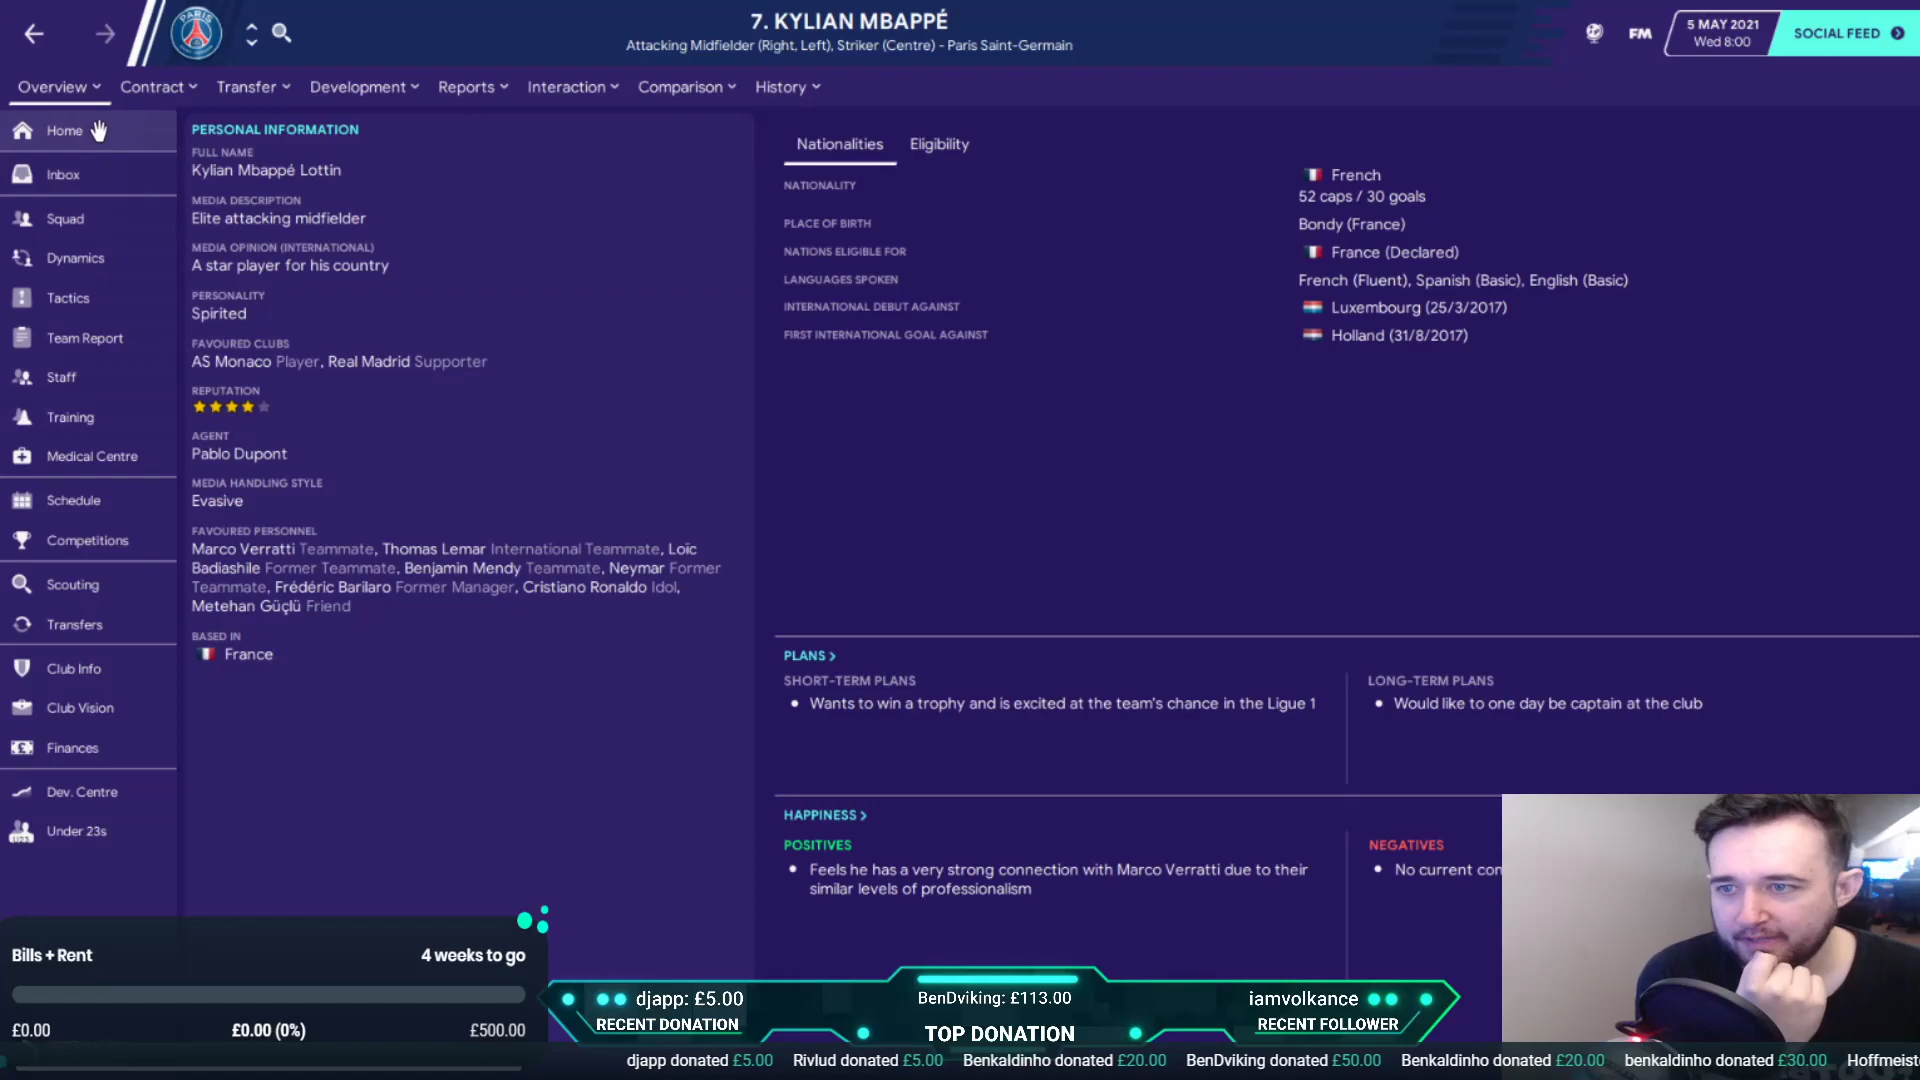 7. KYLIAN MBAPPÉ
Attacking Midfielder (Right, Left), Striker (Centre) - Paris Saint-Germain
PARIS
FM
5 MAY 2021
Wed 8:00
SOCIAL FEED
Overview
Contract
Transfer
Development
Reports
Interaction
Comparison
History
Home
Inbox
Squad
Dynamics
Tactics
Team Report
Staff
Training
Medical Centre
Schedule
Competitions
Scouting
Transfers
Club Info
Club Vision
Finances
Dev. Centre
Under 23s
PERSONAL INFORMATION
FULL NAME
Kylian Mbappé Lottin
MEDIA DESCRIPTION
Elite attacking midfielder
MEDIA OPINION (INTERNATIONAL)
A star player for his country
PERSONALITY
Spirited
FAVOURED CLUBS
AS Monaco Player, Real Madrid Supporter
REPUTATION
AGENT
Pablo Dupont
MEDIA HANDLING STYLE
Evasive
FAVOURED PERSONNEL
Marco Verratti Teammate, Thomas Lemar International Teammate, Loïc
Badiashile Former Teammate, Benjamin Mendy Teammate, Neymar Former
Teammate, Frédéric Barilaro Former Manager, Cristiano Ronaldo Idol,
Metehan Güçlü Friend
BASED IN
France
Nationalities
Eligibility
NATIONALITY
French
52 caps / 30 goals
PLACE OF BIRTH
Bondy (France)
NATIONS ELIGIBLE FOR
France (Declared)
LANGUAGES SPOKEN
French (Fluent), Spanish (Basic), English (Basic)
INTERNATIONAL DEBUT AGAINST
Luxembourg (25/3/2017)
FIRST INTERNATIONAL GOAL AGAINST
Holland (31/8/2017)
PLANS >
SHORT-TERM PLANS
• Wants to win a trophy and is excited at the team's chance in the Ligue 1
LONG-TERM PLANS
• Would like to one day be captain at the club
HAPPINESS >
POSITIVES
• Feels he has a very strong connection with Marco Verratti due to their
similar levels of professionalism
NEGATIVES
• No current con
Bills + Rent
4 weeks to go
£0.00
£0.00 (0%)
£500.00
djapp: £5.00
RECENT DONATION
BenDviking: £113.00
TOP DONATION
iamvolkance
RECENT FOLLOWER
djapp donated £5.00 Rivlud donated £5.00 Benkaldinho donated £20.00 BenDviking donated £50.00 Benkaldinho donated £20.00 benkaldinho donated £30.00 Hoffmeist